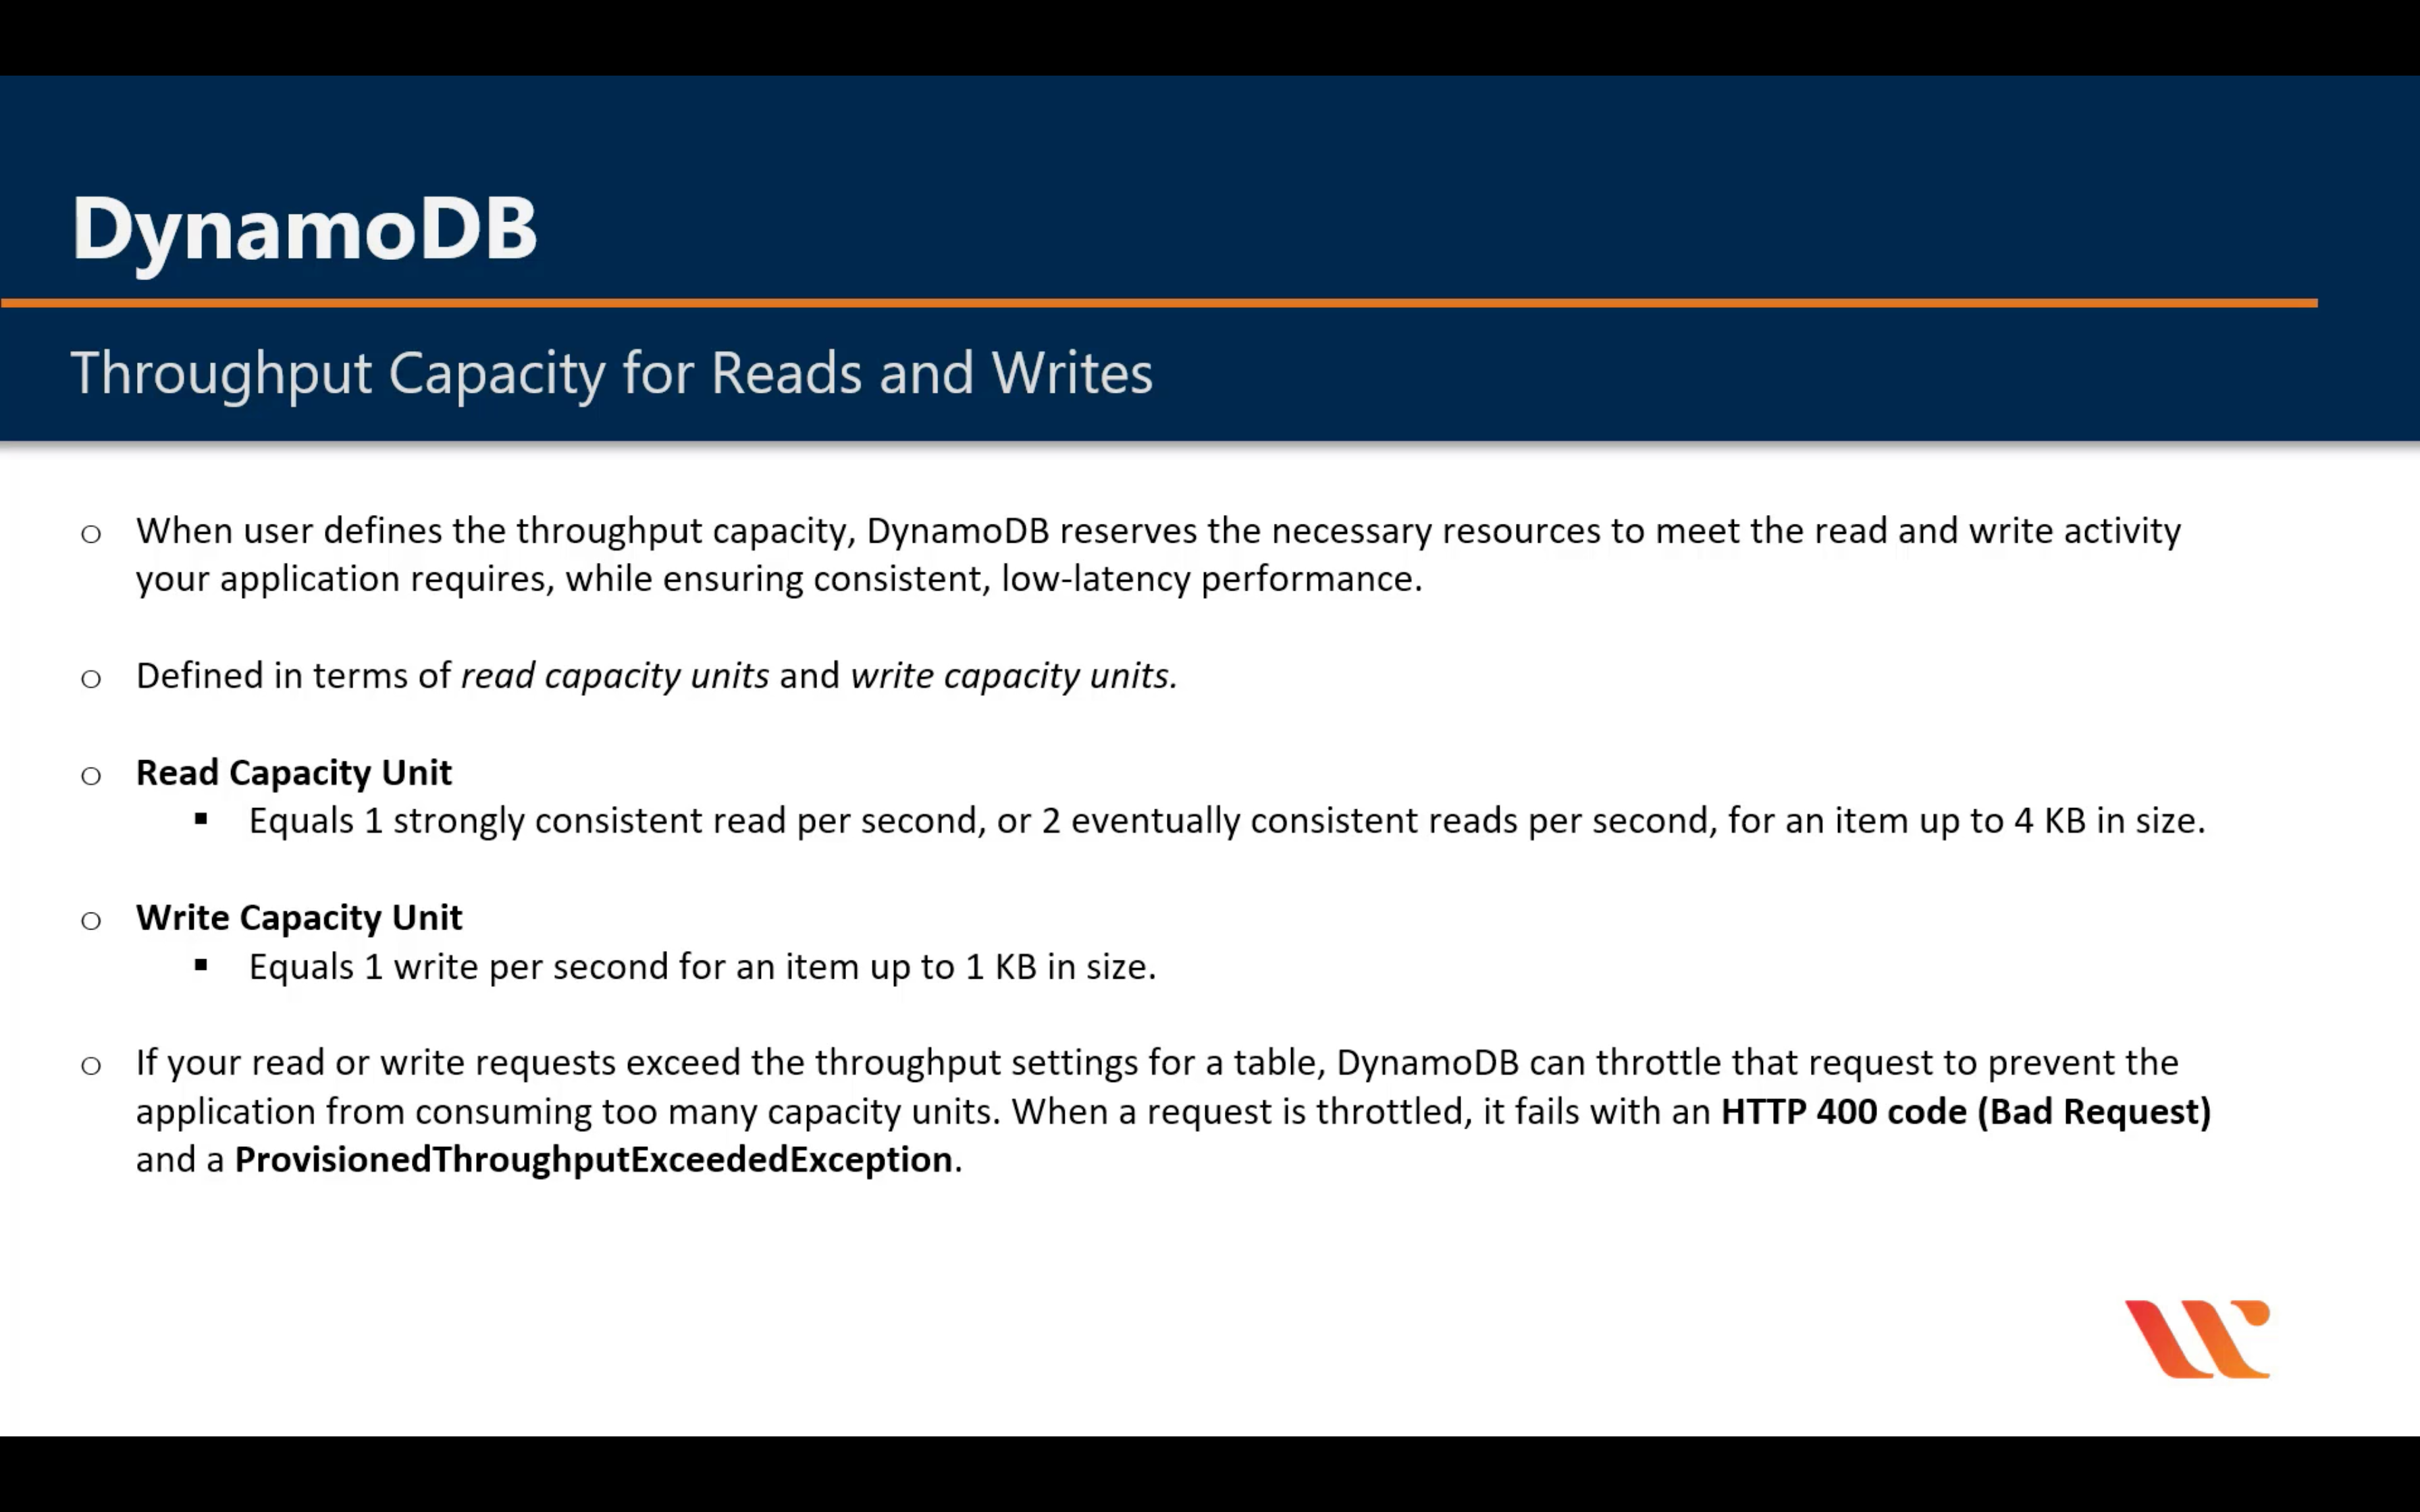 DynamoDB
Throughput Capacity for Reads and Writes
o When user defines the throughput capacity, DynamoDB reserves the necessary resources to meet the read and write activity
your application requires, while ensuring consistent, low-latency performance.
o Defined in terms of read capacity units and write capacity units.
o Read Capacity Unit
▪ Equals 1 strongly consistent read per second, or 2 eventually consistent reads per second, for an item up to 4 KB in size.
o Write Capacity Unit
▪ Equals 1 write per second for an item up to 1 KB in size.
o If your read or write requests exceed the throughput settings for a table, DynamoDB can throttle that request to prevent the
application from consuming too many capacity units. When a request is throttled, it fails with an HTTP 400 code (Bad Request)
and a ProvisionedThroughputExceededException.